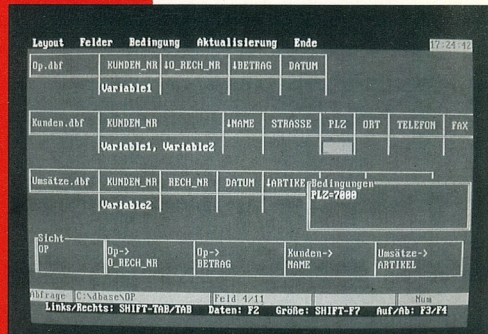 Layout Felder Bedingung Aktualisierung Ende
17:24:42
Op.dbf KUNDEN_NR ↓O_RECH_NR ↓BETRAG DATUM
Variable1
Kunden.dbf KUNDEN_NR ↓NAME STRASSE PLZ ORT TELEFON FAX
Variable1, Variable2
Umsätze.dbf KUNDEN_NR RECH_NR DATUM ↓ARTIKE
Bedingungen
PLZ=7000
Variable2
Sicht
OP Op-> Op-> Kunden-> Umsätze->
O_RECH_NR BETRAG NAME ARTIKEL
Abfrage C:\dbase\OP Feld 4/11 Num
Links/Rechts: SHIFT-TAB/TAB Daten: F2 Größe: SHIFT-F7 Auf/Ab: F3/F4